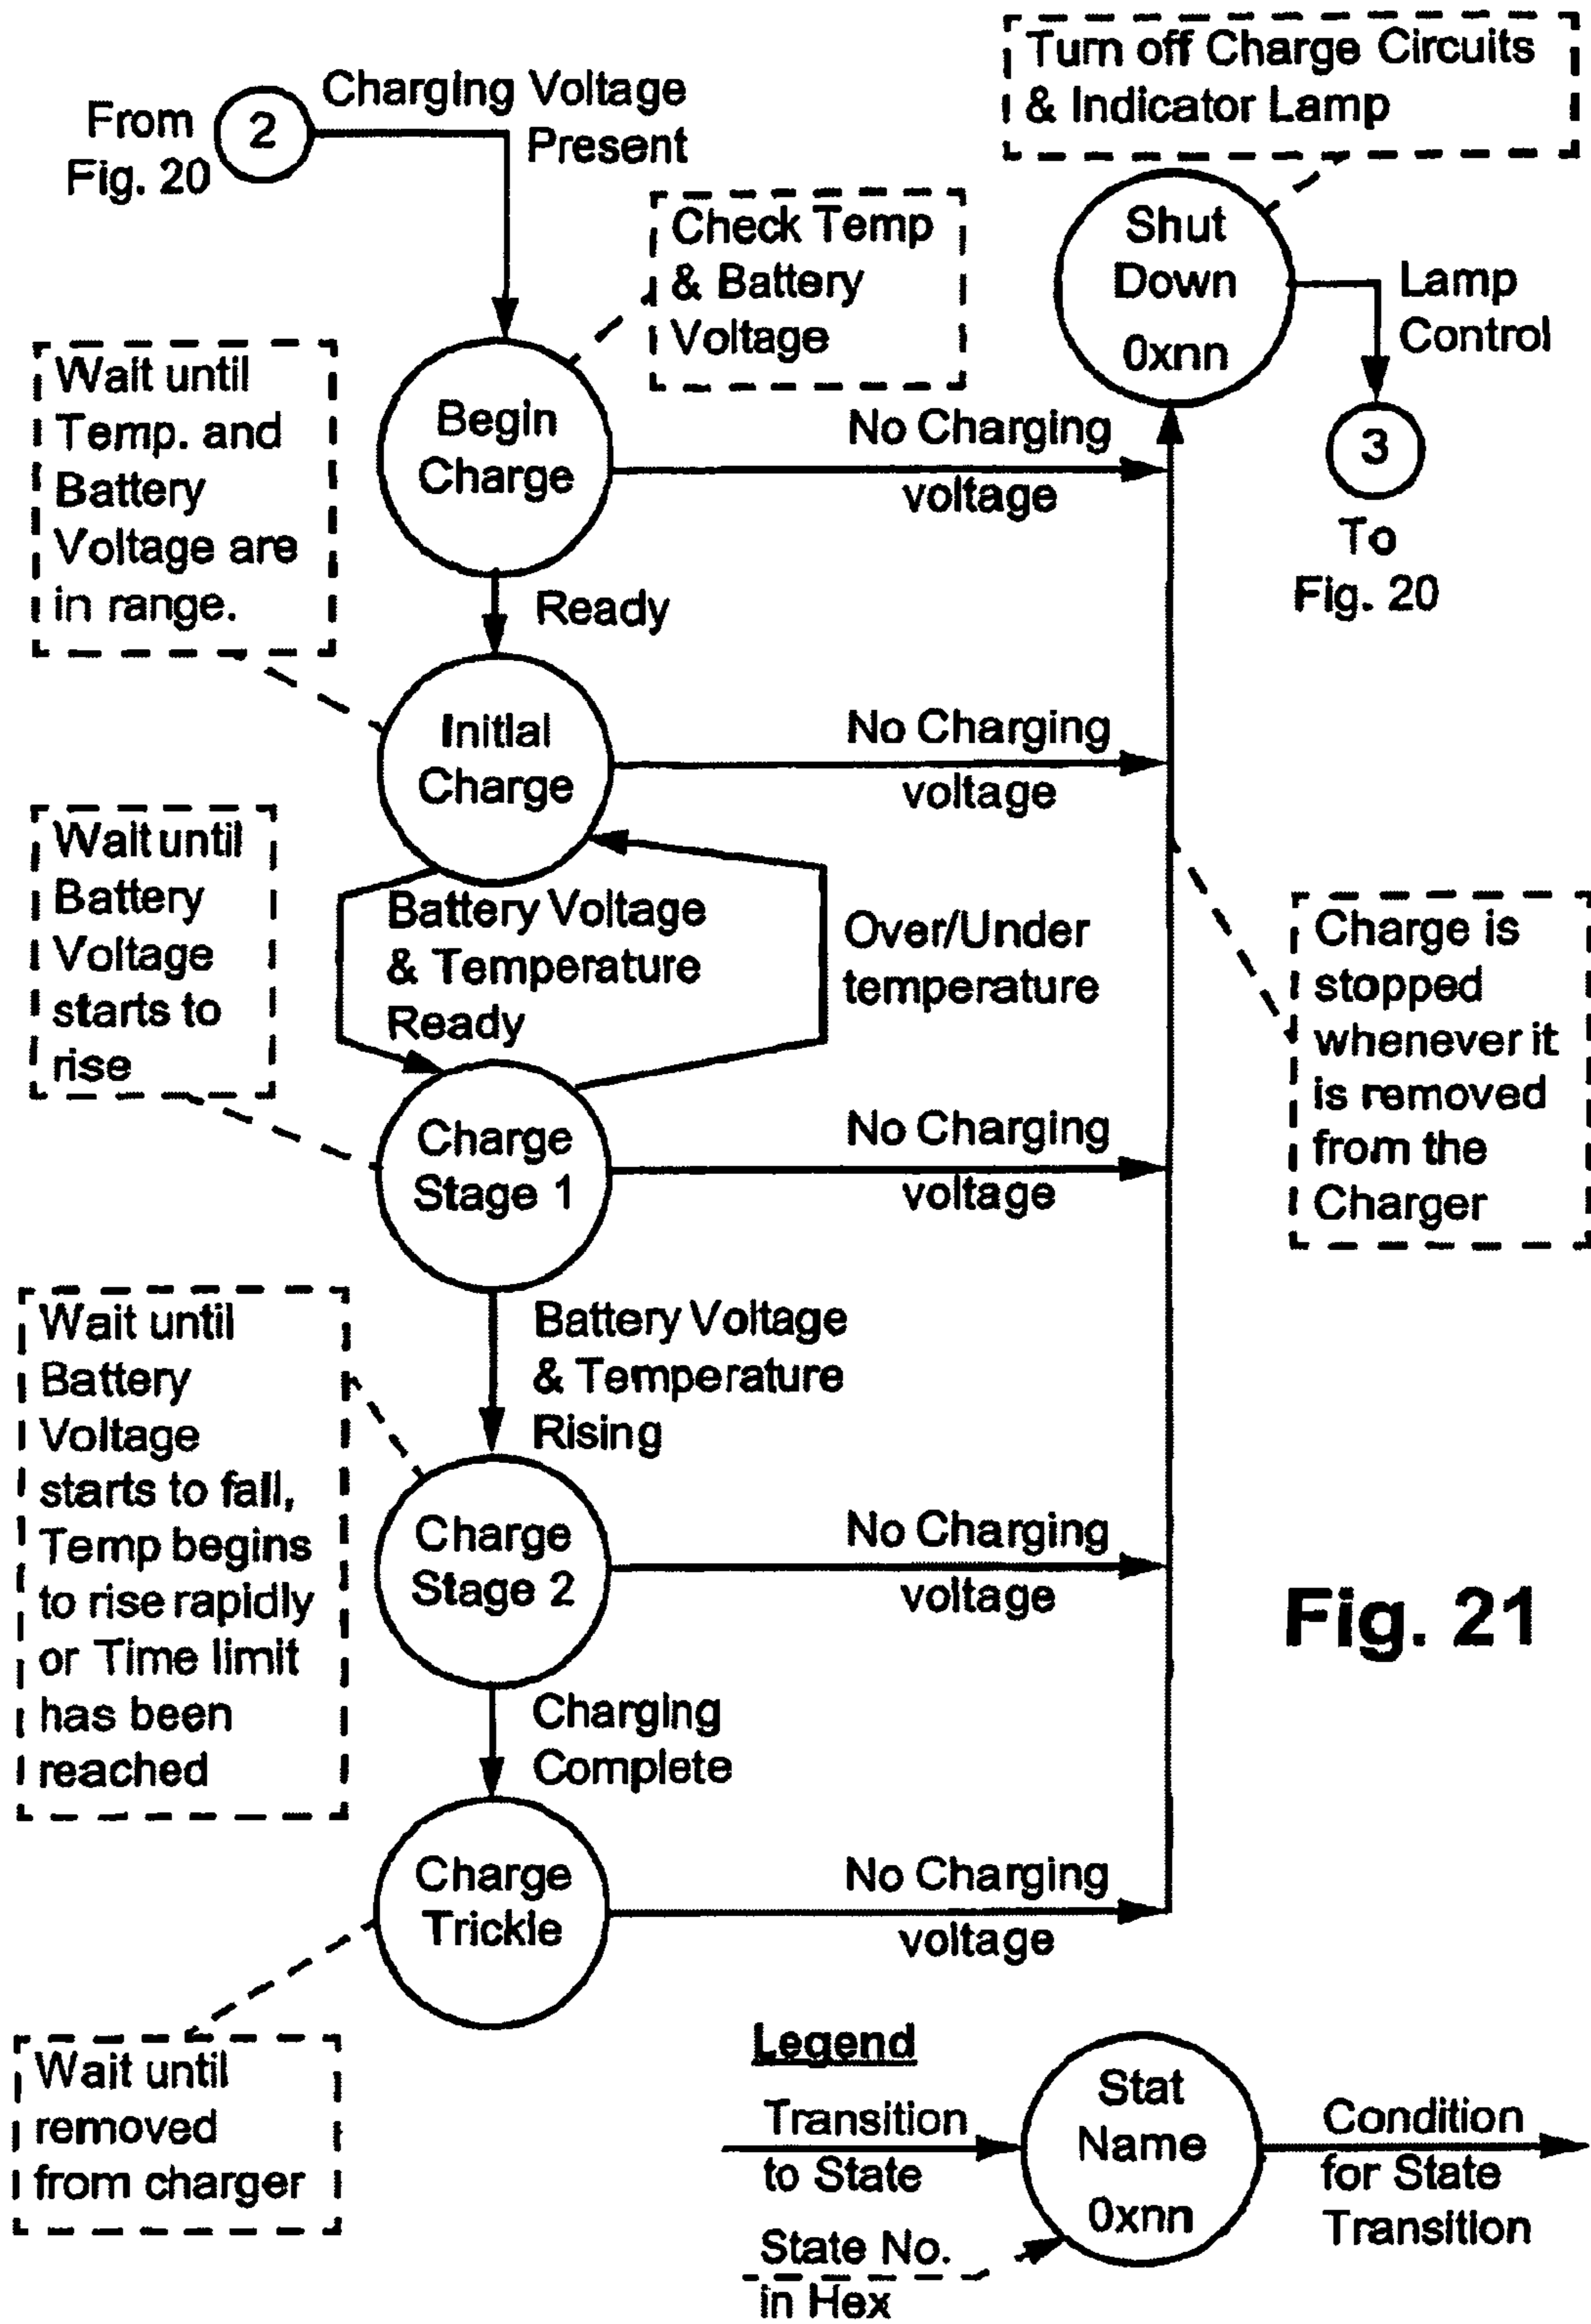 From
Fig. 20
2
Charging Voltage
Present
Turn off Charge Circuits
& Indicator Lamp
Check Temp
& Battery
Voltage
Shut
Down
0xnn
Lamp
Control
3
To
Fig. 20
Wait until
Temp. and
Battery
Voltage are
in range.
Begin
Charge
No Charging
voltage
Ready
Initial
Charge
No Charging
voltage
Wait until
Battery
Voltage
starts to
rise
Battery Voltage
& Temperature
Ready
Over/Under
temperature
Charge is
stopped
whenever it
is removed
from the
Charger
Charge
Stage 1
No Charging
voltage
Wait until
Battery
Voltage
starts to fall,
Temp begins
to rise rapidly
or Time limit
has been
reached
Battery Voltage
& Temperature
Rising
Charge
Stage 2
No Charging
voltage
Fig. 21
Charging
Complete
Charge
Trickle
No Charging
voltage
Wait until
removed
from charger
Legend
Transition
to State
State No.
in Hex
Stat
Name
0xnn
Condition
for State
Transition